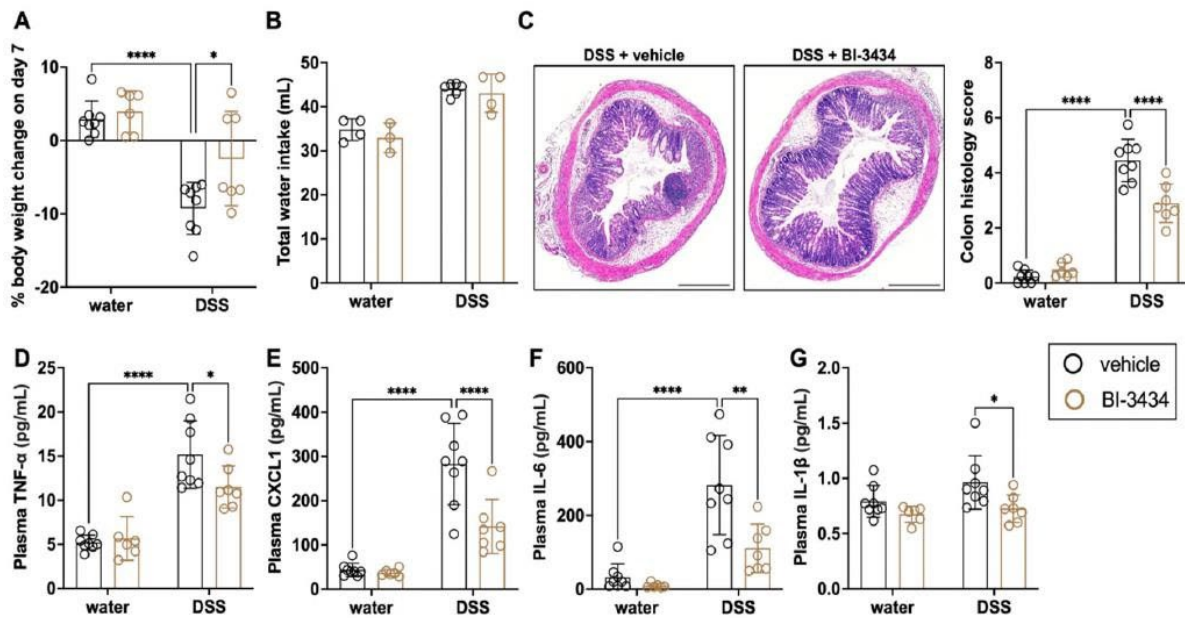 A
% body weight change on day 7
10
0
-10
-20
water
DSS
****
*
B
Total water intake (mL)
50
40
30
20
10
0
water
DSS
C
DSS + vehicle
DSS + BI-3434
Colon histology score
8
6
4
2
0
water
DSS
****
****
D
Plasma TNF-α (pg/mL)
25
20
15
10
5
0
water
DSS
****
*
E
Plasma CXCL1 (pg/mL)
500
400
300
200
100
0
water
DSS
****
****
F
Plasma IL-6 (pg/mL)
600
400
200
0
water
DSS
****
**
G
Plasma IL-1β (pg/mL)
2.0
1.5
1.0
0.5
0.0
water
DSS
*
vehicle
BI-3434